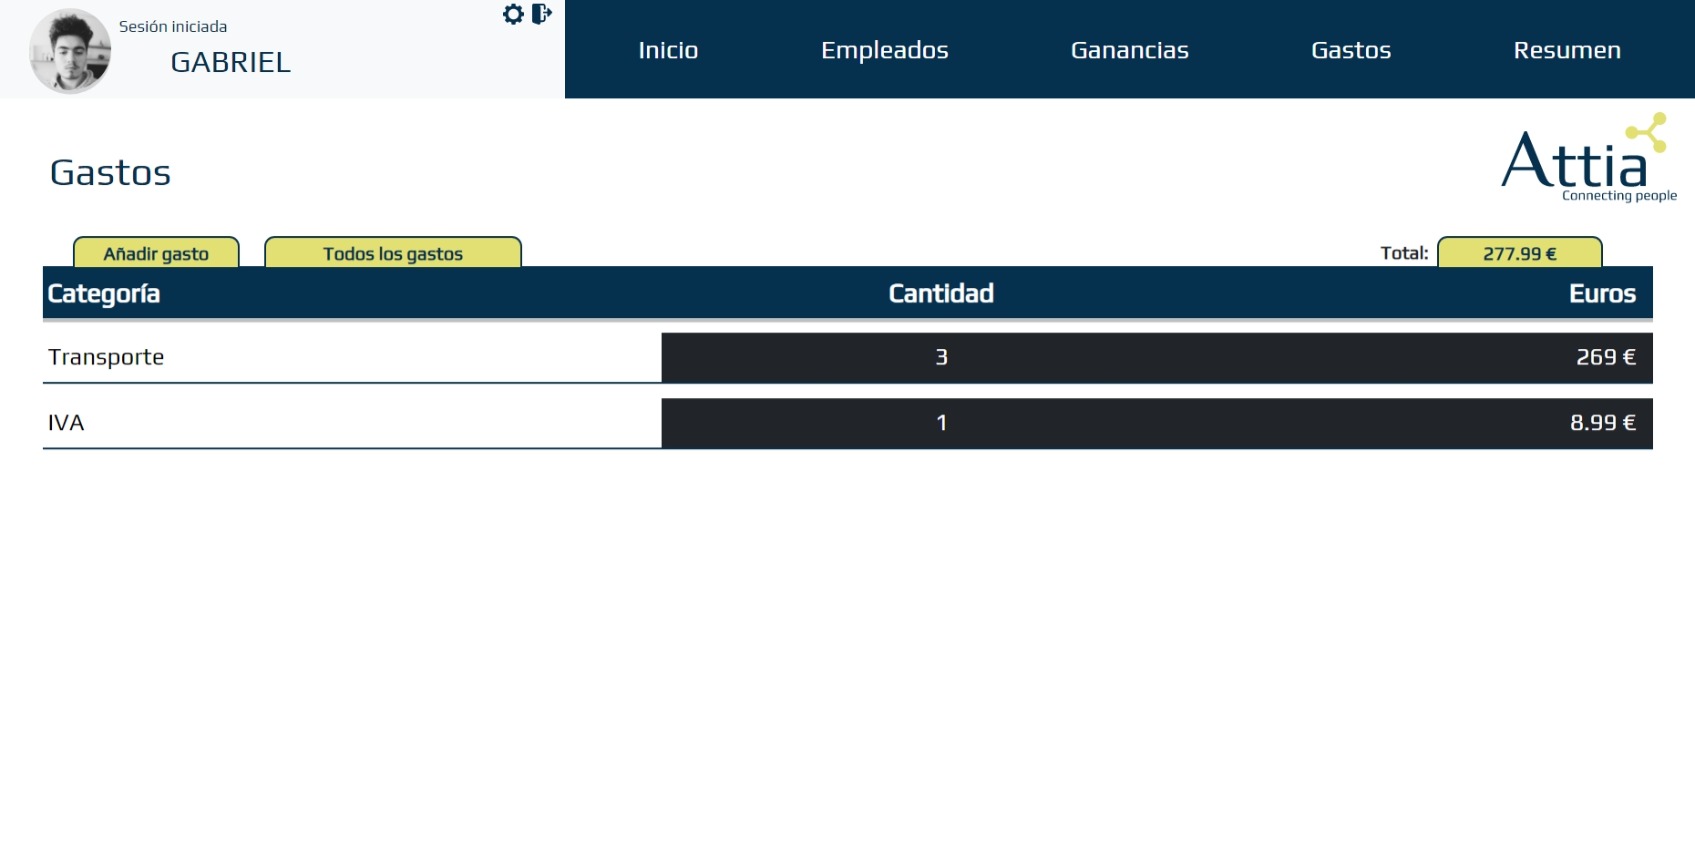 Sesión iniciada
GABRIEL
Inicio Empleados Ganancias Gastos Resumen
Attia
Connecting people
Gastos
Añadir gasto Todos los gastos Total: 277.99 €
Categoría Cantidad Euros
Transporte 3 269 €
IVA 1 8.99 €